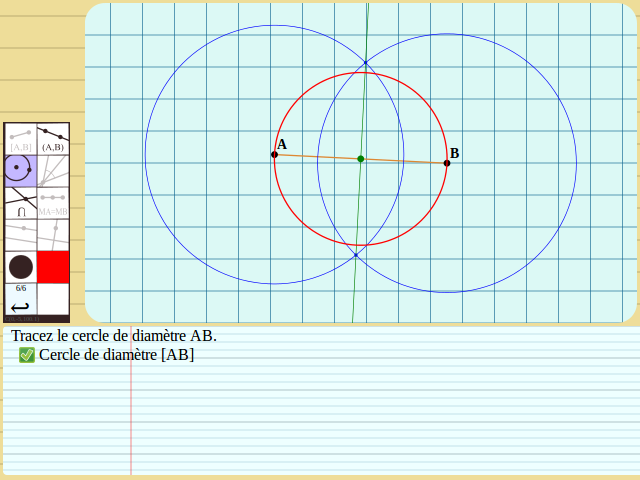 A
B
[A,B]
(A,B)
∩
MA=MB
6/6
Tracez le cercle de diamètre AB.
Cercle de diamètre [AB]